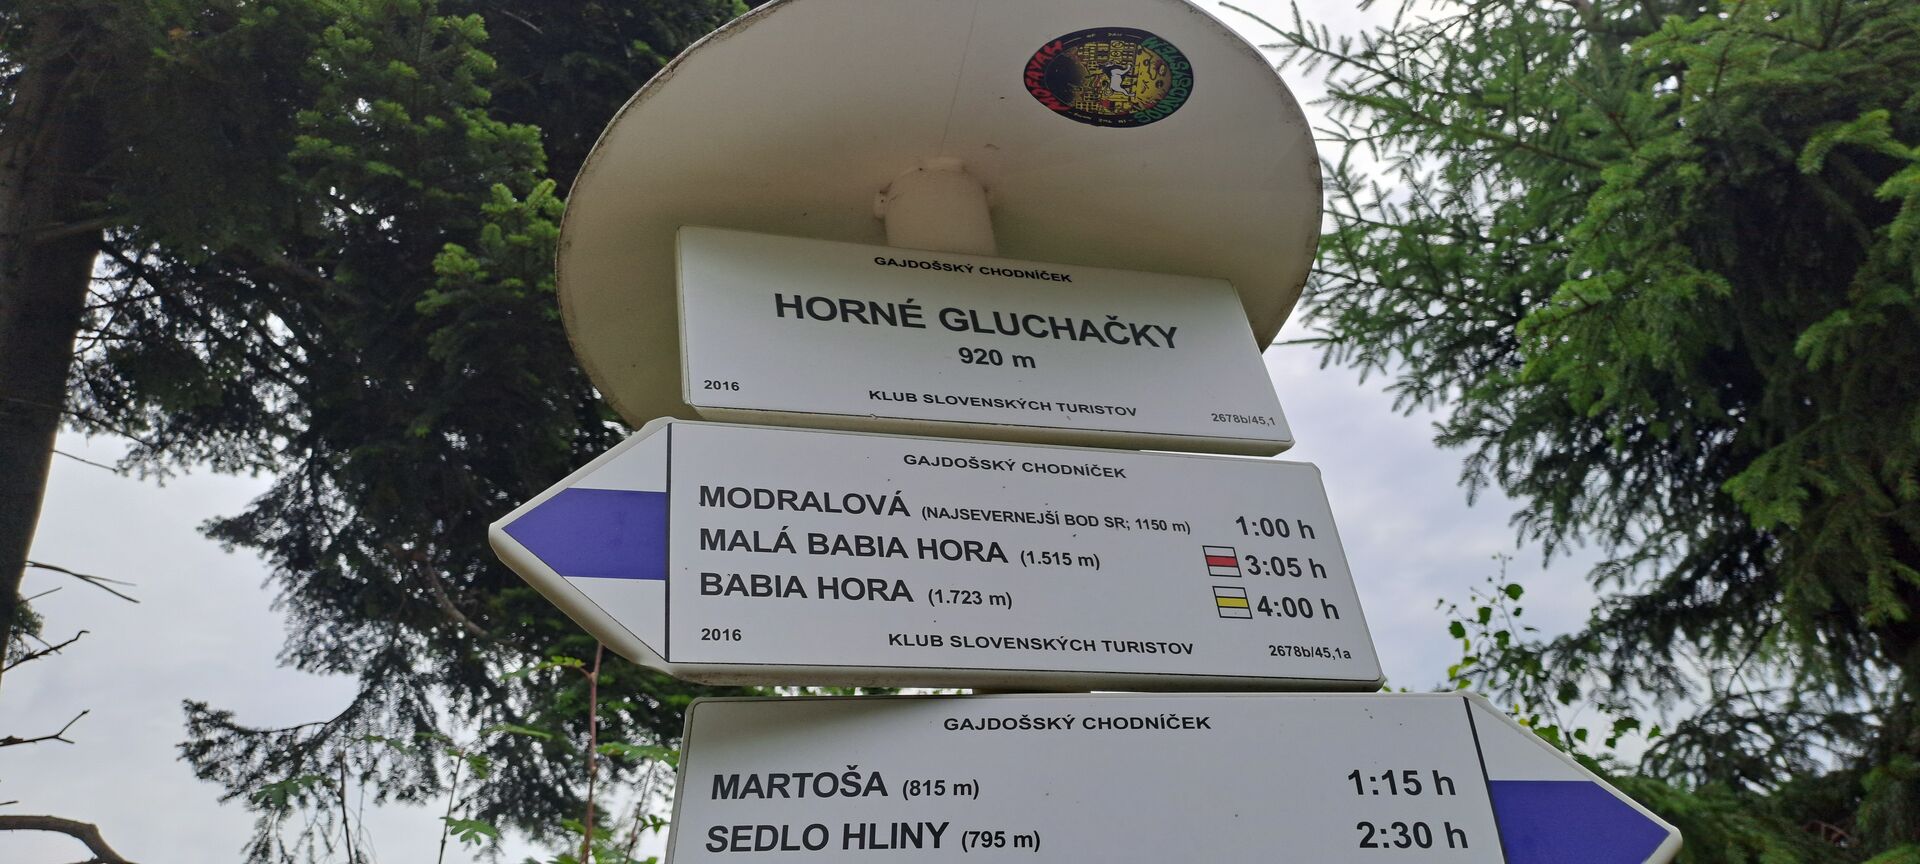 MOFAYAH
SOUNDSYSTEM
GAJDOŠSKÝ CHODNÍČEK
HORNÉ GLUCHAČKY
920 m
2016 KLUB SLOVENSKÝCH TURISTOV 2678b/45,1
GAJDOŠSKÝ CHODNÍČEK
MODRALOVÁ (NAJSEVERNEJŠÍ BOD SR; 1150 m) 1:00 h
MALÁ BABIA HORA (1.515 m) 3:05 h
BABIA HORA (1.723 m) 4:00 h
2016 KLUB SLOVENSKÝCH TURISTOV 2678b/45,1a
GAJDOŠSKÝ CHODNÍČEK
MARTOŠA (815 m) 1:15 h
SEDLO HLINY (795 m) 2:30 h